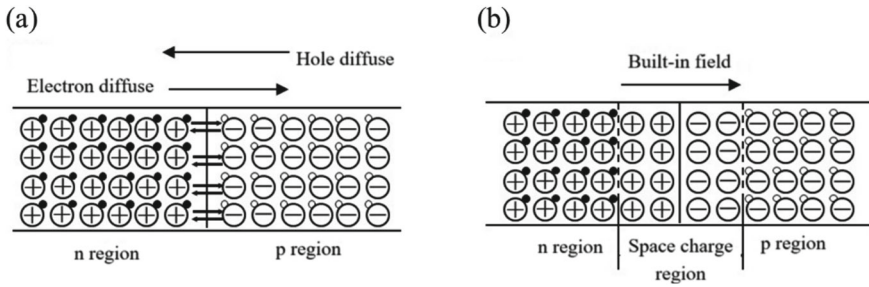 (a)
Hole diffuse
Electron diffuse
n region
p region
(b)
Built-in field
n region
Space charge
region
p region